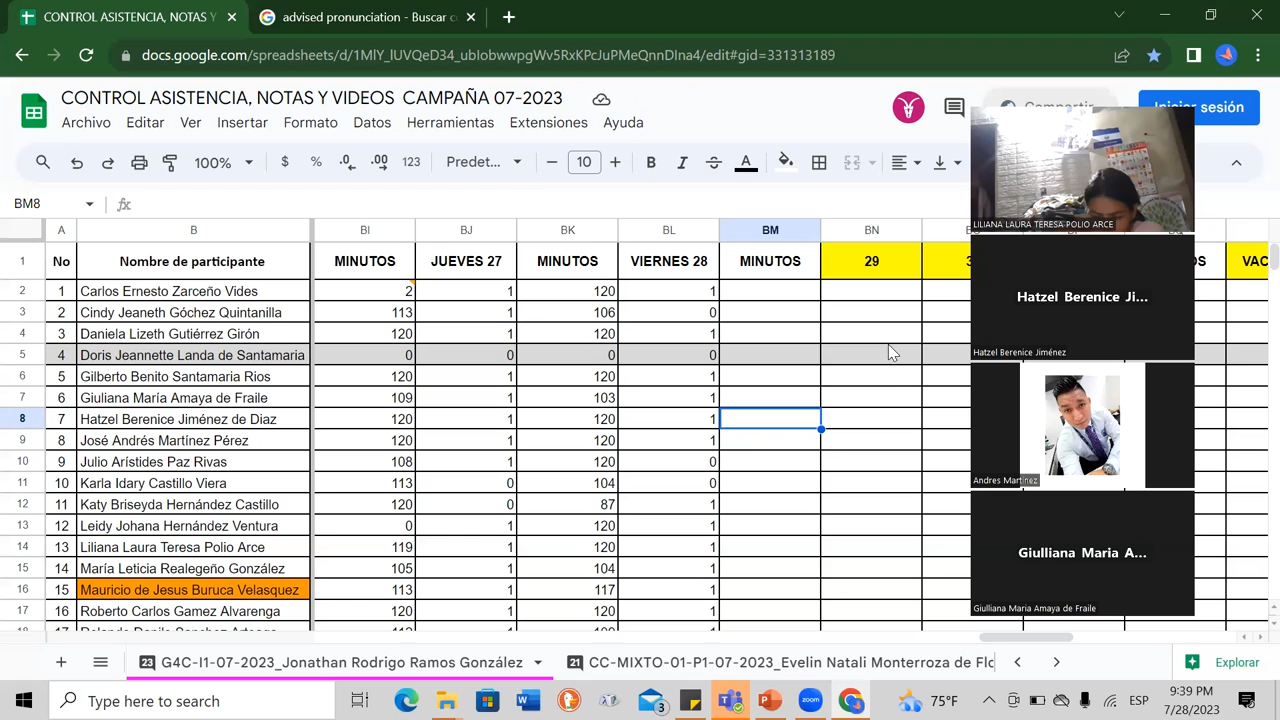 CONTROL ASISTENCIA, NOTAS Y
advised pronunciation - Buscar c
docs.google.com/spreadsheets/d/1MlY_IUVQeD34_ubIobwwpgWv5RxKPcJuPMeQnnDIna4/edit#gid=331313189
CONTROL ASISTENCIA, NOTAS Y VIDEOS CAMPAÑA 07-2023
Compartir
Iniciar sesión
Archivo Editar Ver Insertar Formato Datos Herramientas Extensiones Ayuda
100% $ % .0 .00 123 Predet... 10 B I S A
BM8 fx
A B BJ BK BL BM BN
1 No Nombre de participante MINUTOS JUEVES 27 MINUTOS VIERNES 28 MINUTOS 29 3 OS VAC
2 1 Carlos Ernesto Zarceño Vides 2 1 120 1
3 2 Cindy Jeaneth Góchez Quintanilla 113 1 106 0
4 3 Daniela Lizeth Gutiérrez Girón 120 1 120 1
5 4 Doris Jeannette Landa de Santamaria 0 0 0 0
6 5 Gilberto Benito Santamaria Rios 120 1 120 1
7 6 Giuliana María Amaya de Fraile 109 1 103 1
8 7 Hatzel Berenice Jiménez de Diaz 120 1 120 1
9 8 José Andrés Martínez Pérez 120 1 120 1
10 9 Julio Arístides Paz Rivas 108 1 120 0
11 10 Karla Idary Castillo Viera 113 0 104 0
12 11 Katy Briseyda Hernández Castillo 120 0 87 1
13 12 Leidy Johana Hernández Ventura 0 1 120 1
14 13 Liliana Laura Teresa Polio Arce 119 1 120 1
15 14 María Leticia Realegeño González 105 1 104 1
16 15 Mauricio de Jesus Buruca Velasquez 113 1 117 1
17 16 Roberto Carlos Gamez Alvarenga 120 1 120 1
LILIANA LAURA TERESA POLIO ARCE
Hatzel Berenice Ji...
Hatzel Berenice Jiménez
Andres Martínez
Giulliana Maria A...
Giulliana Maria Amaya de Fraile
23 G4C-I1-07-2023_Jonathan Rodrigo Ramos González
21 CC-MIXTO-01-P1-07-2023_Evelin Natali Monterroza de Flo
Explorar
Type here to search
3
zoom
75°F
ESP
9:39 PM
7/28/2023